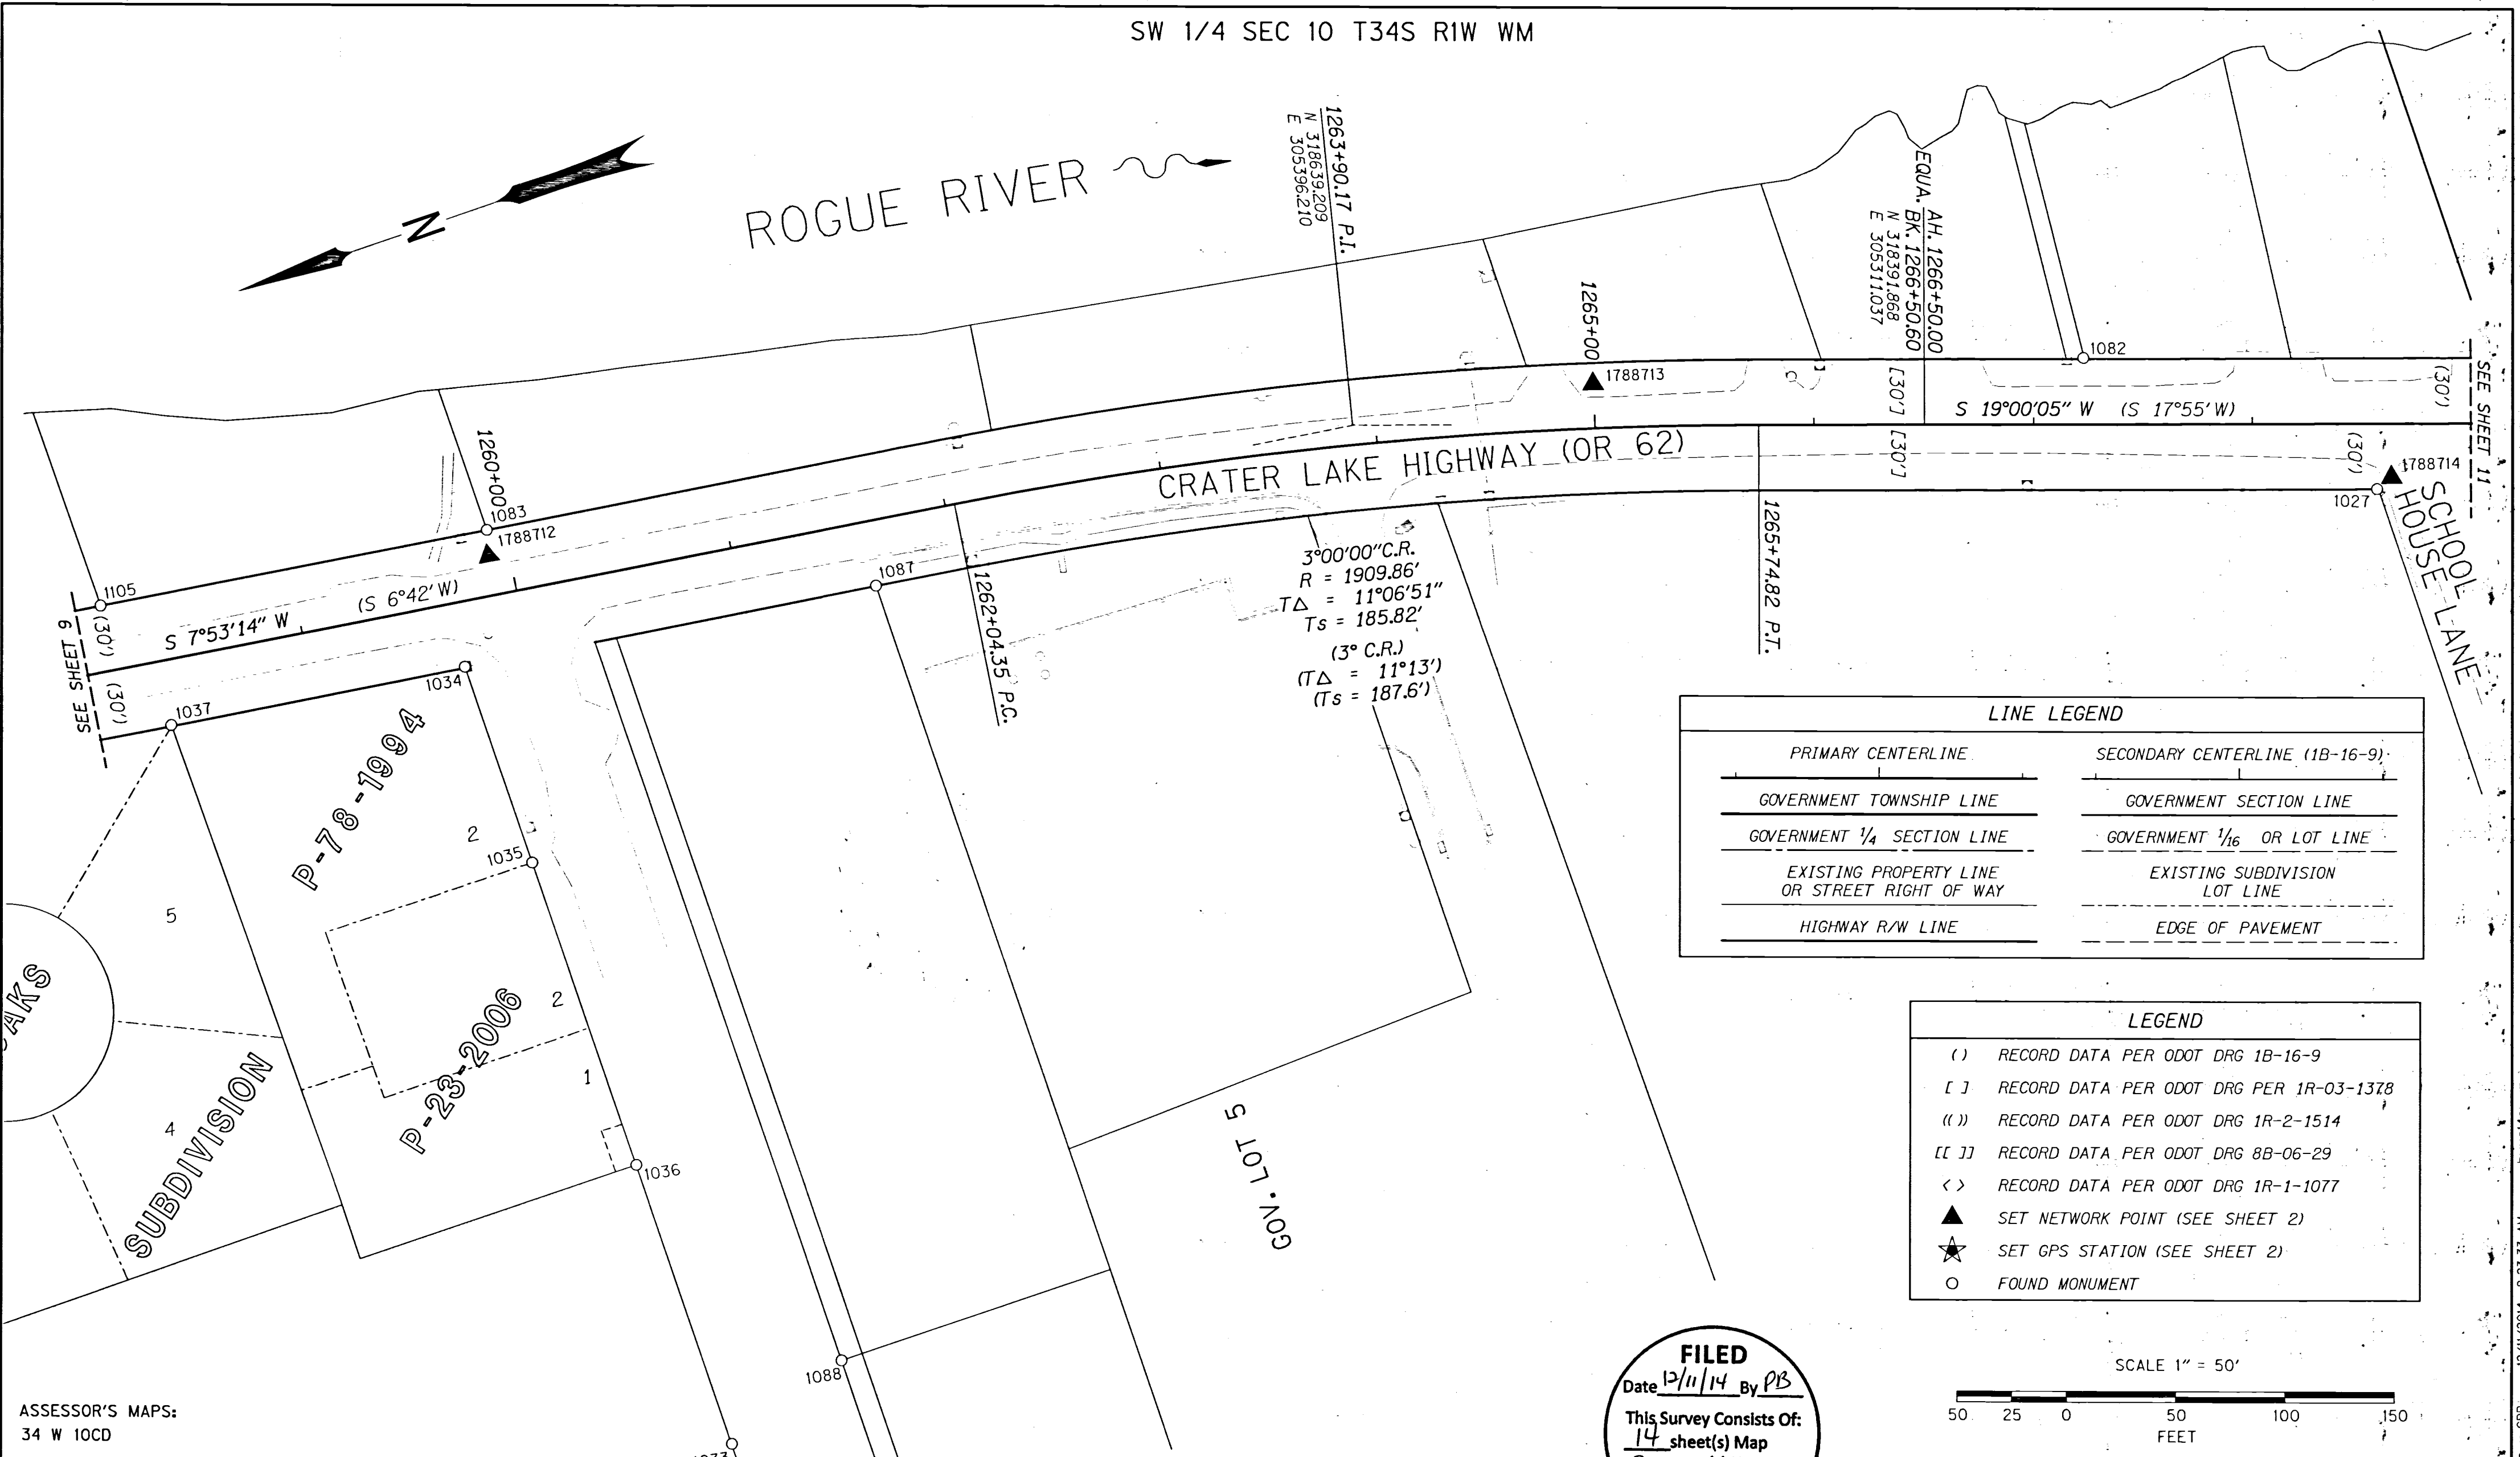 SW 1/4 SEC 10 T34S R1W WM
N
ROGUE RIVER
1263+90.17 P.I.
N 318639.209
E 305396.210
EQUA. AH. 1266+50.00
BK. 1266+50.60
N 318391.868
E 305311.037
1265+00
1788713
1082
[30']
[30']
S 19°00'05" W (S 17°55' W)
(30')
(30')
SEE SHEET 11
1788714
1027
SCHOOL
HOUSE LANE
CRATER LAKE HIGHWAY (OR 62)
1260+00
1083
1788712
1105
(30')
(30')
SEE SHEET 9
S 7°53'14" W
(S 6°42' W)
1087
1262+04.35 P.C.
3°00'00" C.R.
R = 1909.86'
T∆ = 11°06'51"
Ts = 185.82'
(3° C.R.)
(T∆ = 11°13')
(Ts = 187.6')
1265+74.82 P.T.
1034
1037
P-78-1994
2
1035
5
AKS
P-23-2006
2
1
1036
4
SUBDIVISION
GOV. LOT 5
1088
LINE LEGEND
PRIMARY CENTERLINE
SECONDARY CENTERLINE (1B-16-9)
GOVERNMENT TOWNSHIP LINE
GOVERNMENT SECTION LINE
GOVERNMENT 1/4 SECTION LINE
GOVERNMENT 1/16 OR LOT LINE
EXISTING PROPERTY LINE
OR STREET RIGHT OF WAY
EXISTING SUBDIVISION
LOT LINE
HIGHWAY R/W LINE
EDGE OF PAVEMENT
LEGEND
( ) RECORD DATA PER ODOT DRG 1B-16-9
[ ] RECORD DATA PER ODOT DRG PER 1R-03-1378
(( )) RECORD DATA PER ODOT DRG 1R-2-1514
[[ ]] RECORD DATA PER ODOT DRG 8B-06-29
< > RECORD DATA PER ODOT DRG 1R-1-1077
SET NETWORK POINT (SEE SHEET 2)
SET GPS STATION (SEE SHEET 2)
FOUND MONUMENT
SCALE 1" = 50'
50 25 0 50 100 150
FEET
FILED
Date 12/11/14 By PB
This Survey Consists Of:
14 sheet(s) Map
ASSESSOR'S MAPS:
34 W 10CD